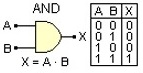 AND
A
B
X
X = A · B
A B X
0 0 0
0 1 0
1 0 0
1 1 1